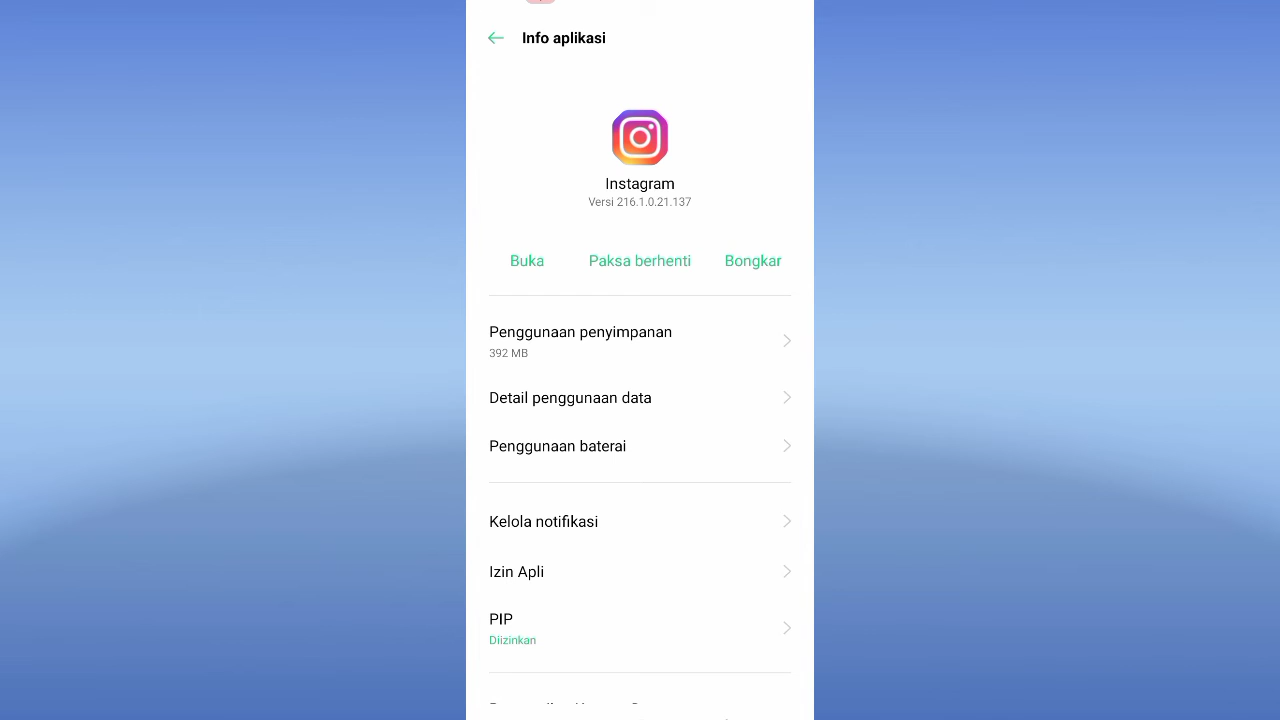 Info aplikasi
Instagram
Versi 216.1.0.21.137
Buka
Paksa berhenti
Bongkar
Penggunaan penyimpanan
392 MB
Detail penggunaan data
Penggunaan baterai
Kelola notifikasi
Izin Apli
PIP
Diizinkan